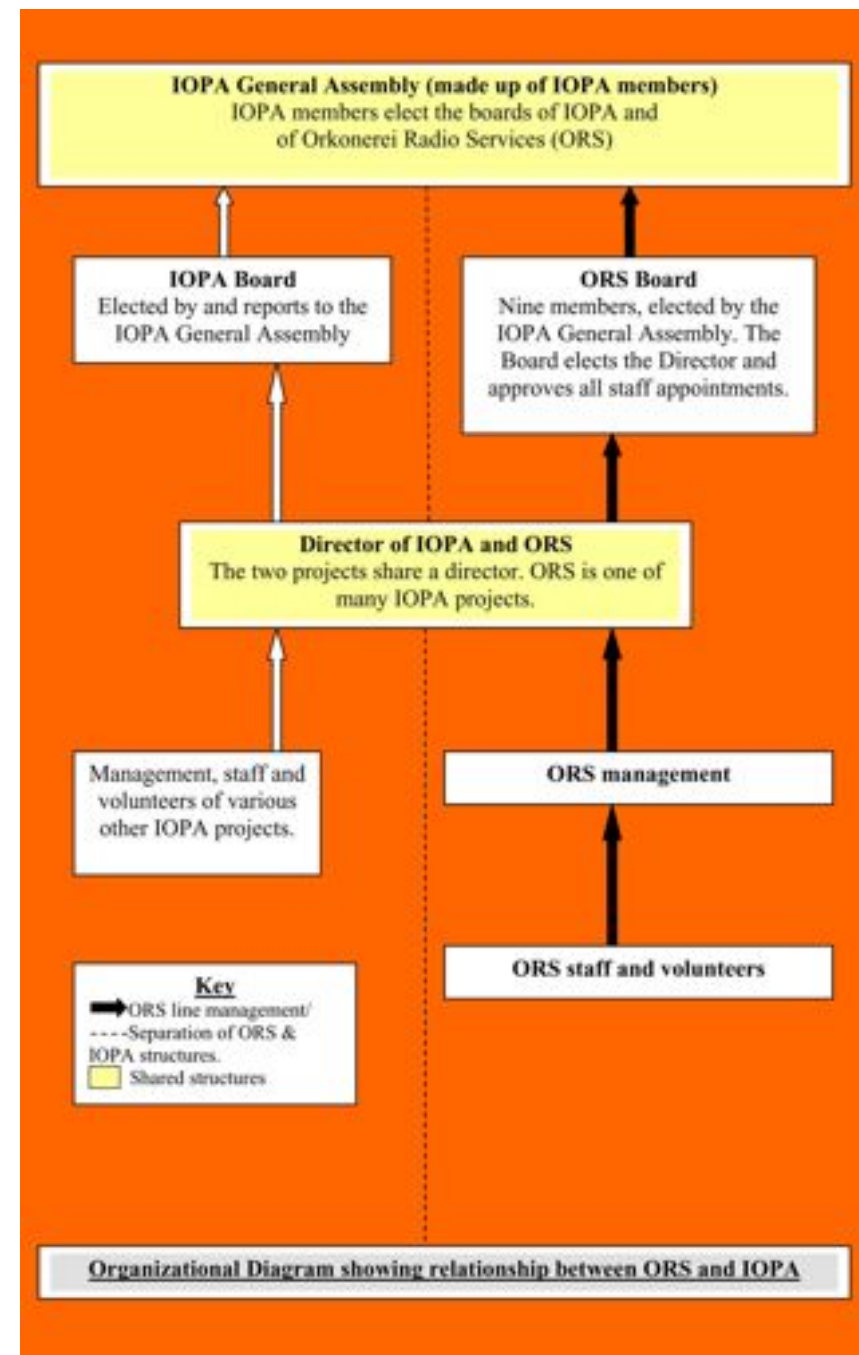 IOPA General Assembly (made up of IOPA members)
IOPA members elect the boards of IOPA and
of Orkonerei Radio Services (ORS)
IOPA Board
Elected by and reports to the
IOPA General Assembly
ORS Board
Nine members, elected by the
IOPA General Assembly. The
Board elects the Director and
approves all staff appointments.
Director of IOPA and ORS
The two projects share a director. ORS is one of
many IOPA projects.
Management, staff and
volunteers of various
other IOPA projects.
ORS management
ORS staff and volunteers
Key
ORS line management/
----Separation of ORS &
IOPA structures.
Shared structures
Organizational Diagram showing relationship between ORS and IOPA